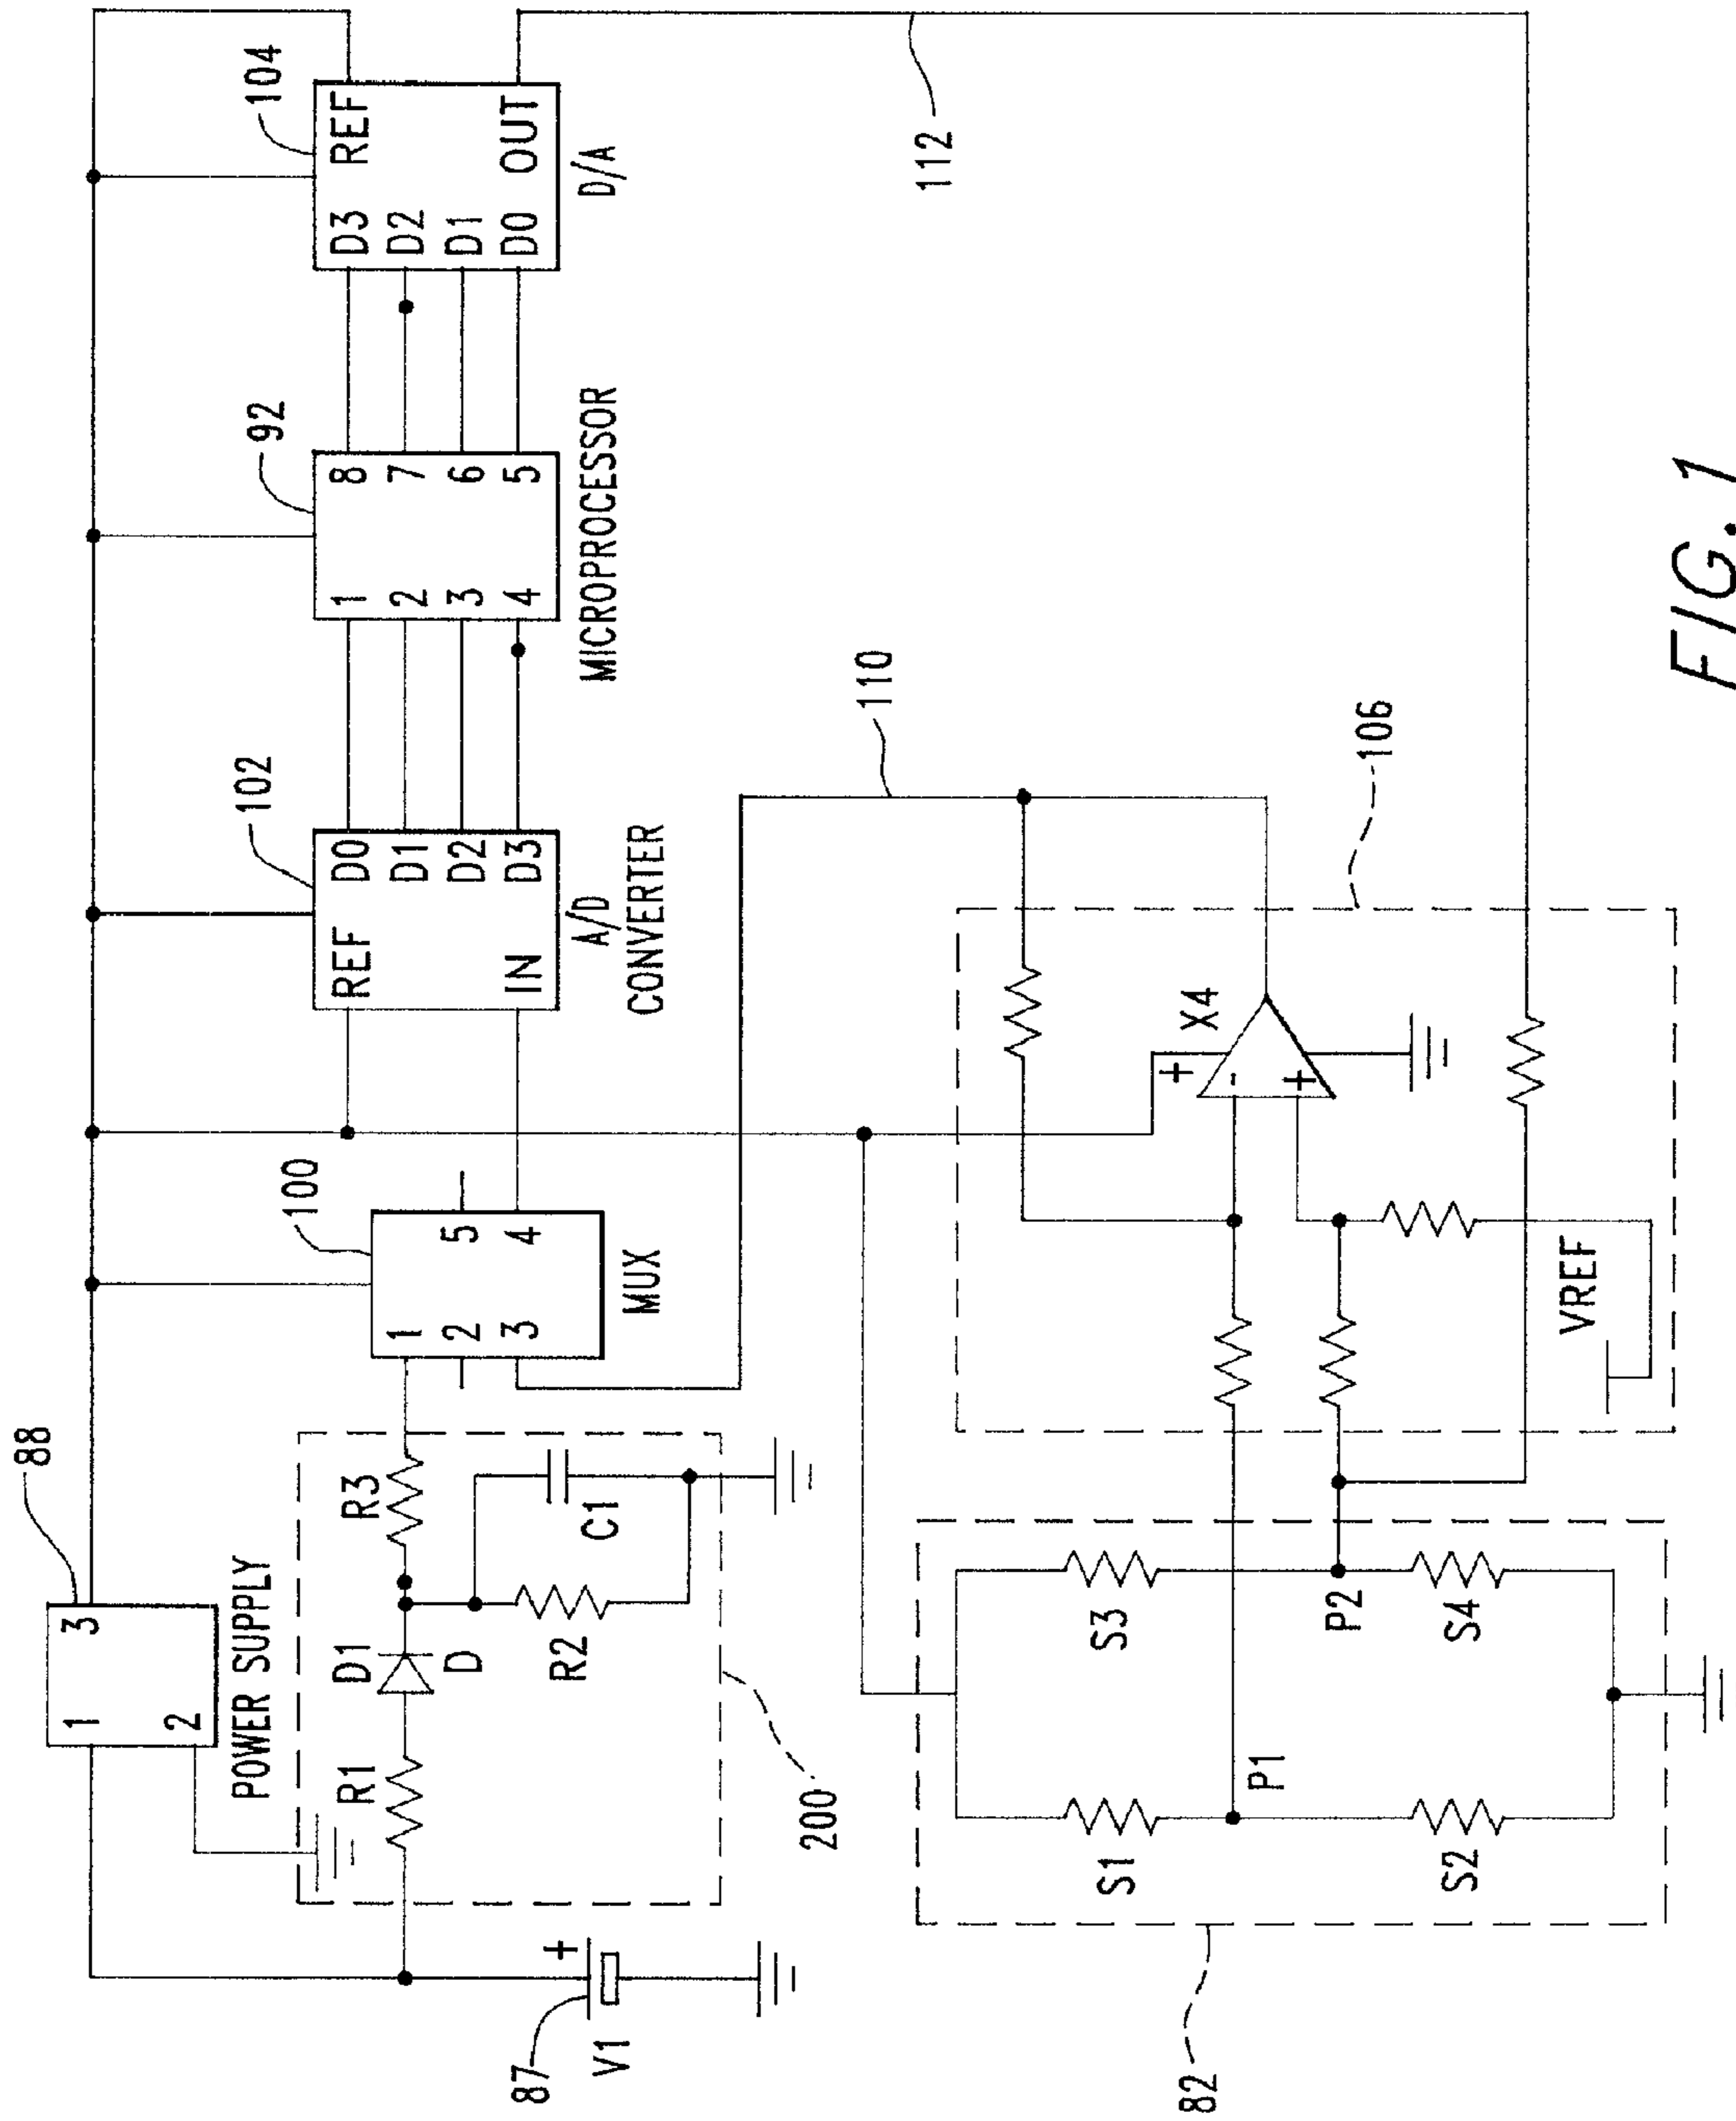 88
3
1
2
POWER SUPPLY
87
V1
+
R1
D1
D
R3
R2
C1
200
100
1
2
3
5
4
MUX
102
REF
IN
D0
D1
D2
D3
A/D
CONVERTER
92
1
2
3
4
8
7
6
5
MICROPROCESSOR
104
D3
D2
D1
D0
REF
OUT
D/A
112
110
106
X4
+
-
+
VREF
S1
S2
S3
S4
P1
P2
82
FIG. 1